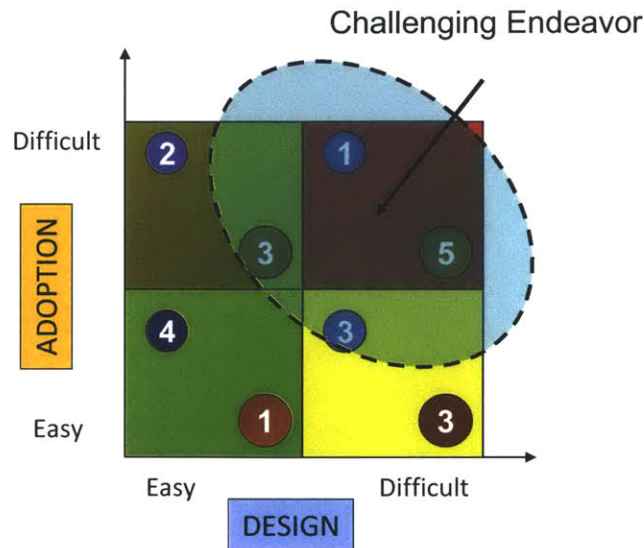 Challenging Endeavor
Difficult
2
1
3
5
ADOPTION
4
3
Easy
1
3
Easy
Difficult
DESIGN